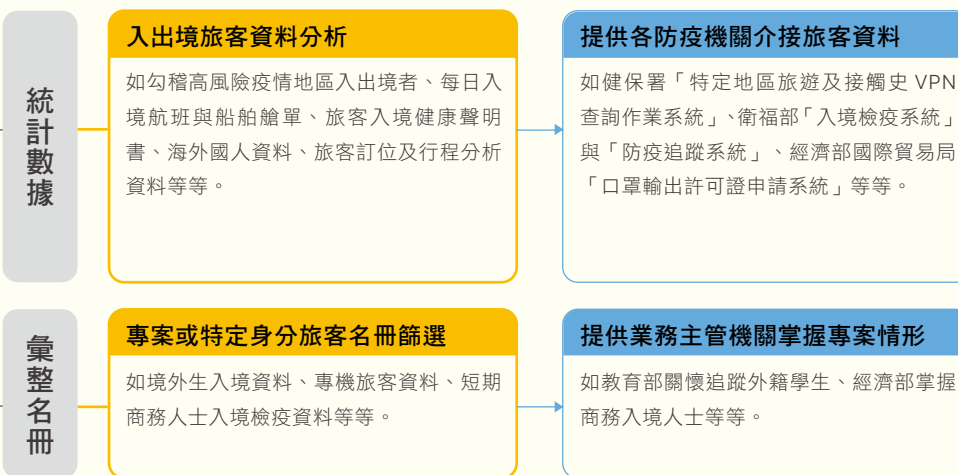 統計數據
入出境旅客資料分析
如勾稽高風險疫情地區入出境者、每日入
境航班與船舶艙單、旅客入境健康聲明
書、海外國人資料、旅客訂位及行程分析
資料等等。
提供各防疫機關介接旅客資料
如健保署「特定地區旅遊及接觸史 VPN
查詢作業系統」、衛福部「入境檢疫系統」
與「防疫追蹤系統」、經濟部國際貿易局
「口罩輸出許可證申請系統」等等。
彙整名冊
專案或特定身分旅客名冊篩選
如境外生入境資料、專機旅客資料、短期
商務人士入境檢疫資料等等。
提供業務主管機關掌握專案情形
如教育部關懷追蹤外籍學生、經濟部掌握
商務入境人士等等。